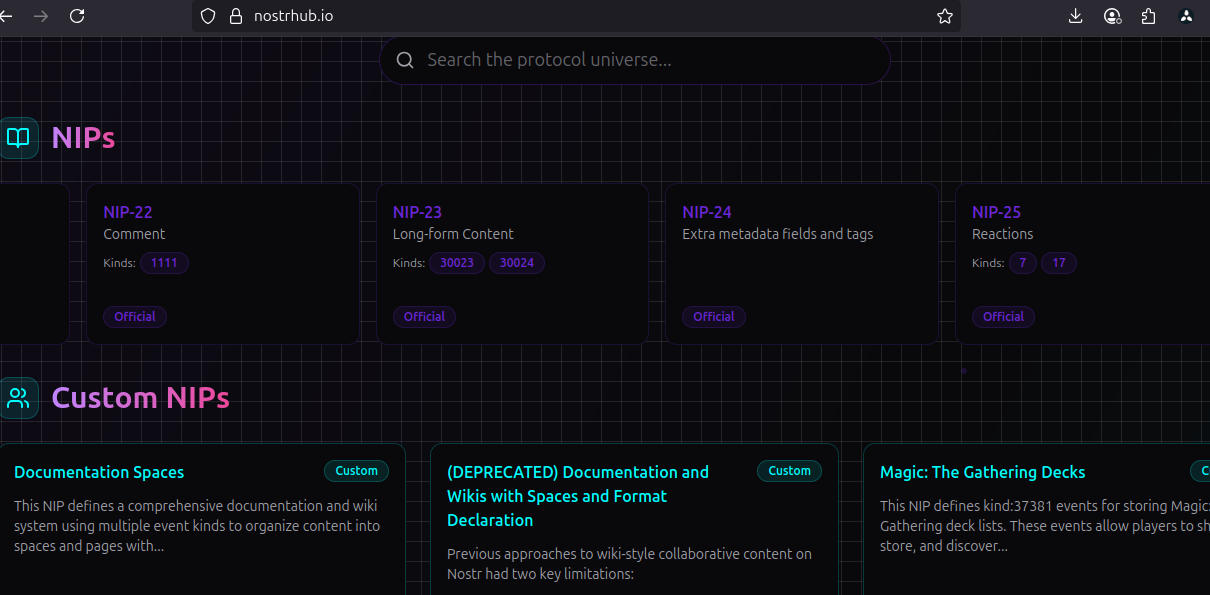 nostrhub.io
Search the protocol universe...
NIPs
NIP-22
Comment
Kinds: 1111
Official
NIP-23
Long-form Content
Kinds: 30023 30024
Official
NIP-24
Extra metadata fields and tags
Official
NIP-25
Reactions
Kinds: 7 17
Official
Custom NIPs
Documentation Spaces
Custom
This NIP defines a comprehensive documentation and wiki
system using multiple event kinds to organize content into
spaces and pages with...
(DEPRECATED) Documentation and
Wikis with Spaces and Format
Declaration
Custom
Previous approaches to wiki-style collaborative content on
Nostr had two key limitations:
Magic: The Gathering Decks
This NIP defines kind:37381 events for storing Magic:
Gathering deck lists. These events allow players to
store, and discover...